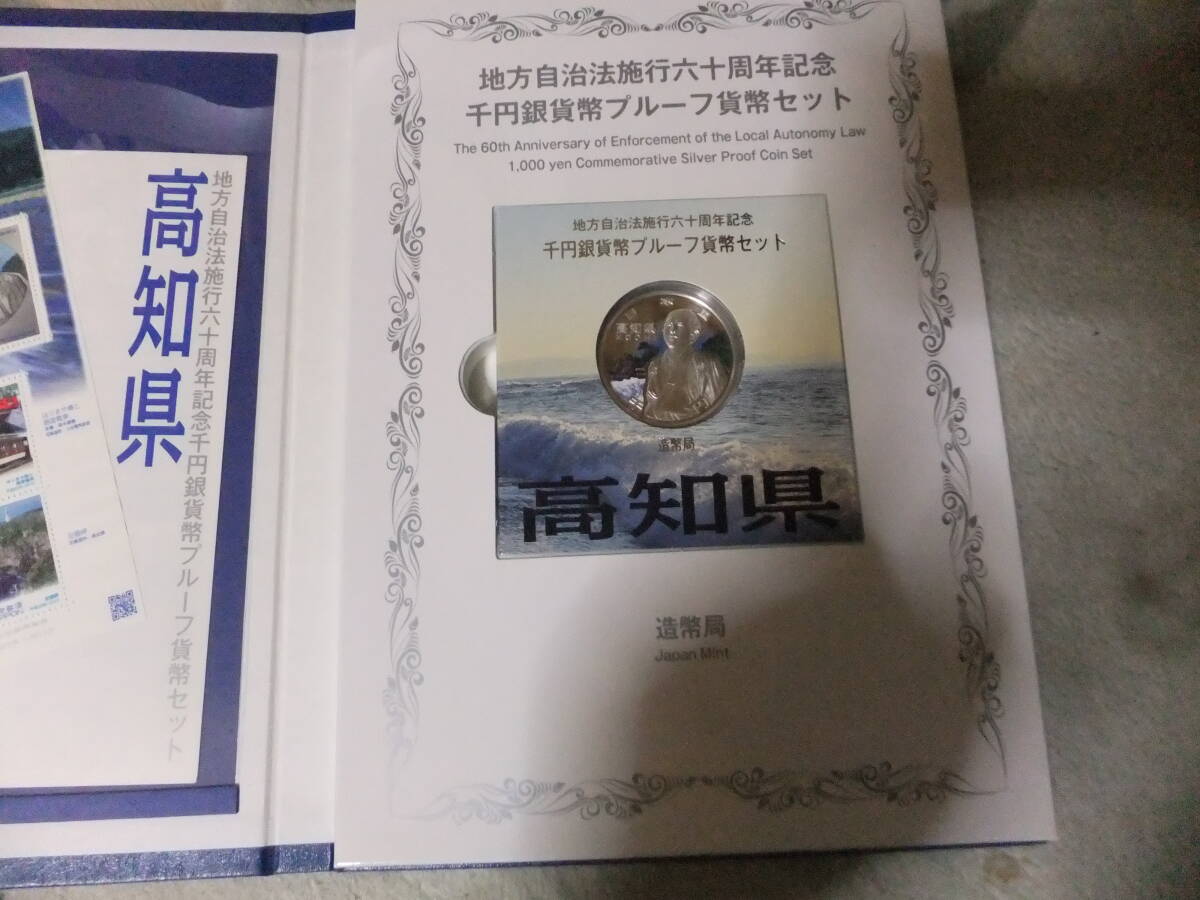 高知県
地方自治法施行六十周年記念千円銀貨幣プルーフ貨幣セット
地方自治法施行六十周年記念
千円銀貨幣プルーフ貨幣セット
The 60th Anniversary of Enforcement of the Local Autonomy Law
1,000 yen Commemorative Silver Proof Coin Set
地方自治法施行六十周年記念
千円銀貨幣プルーフ貨幣セット
高知県
造幣局
高知県
造幣局
Japan Mint